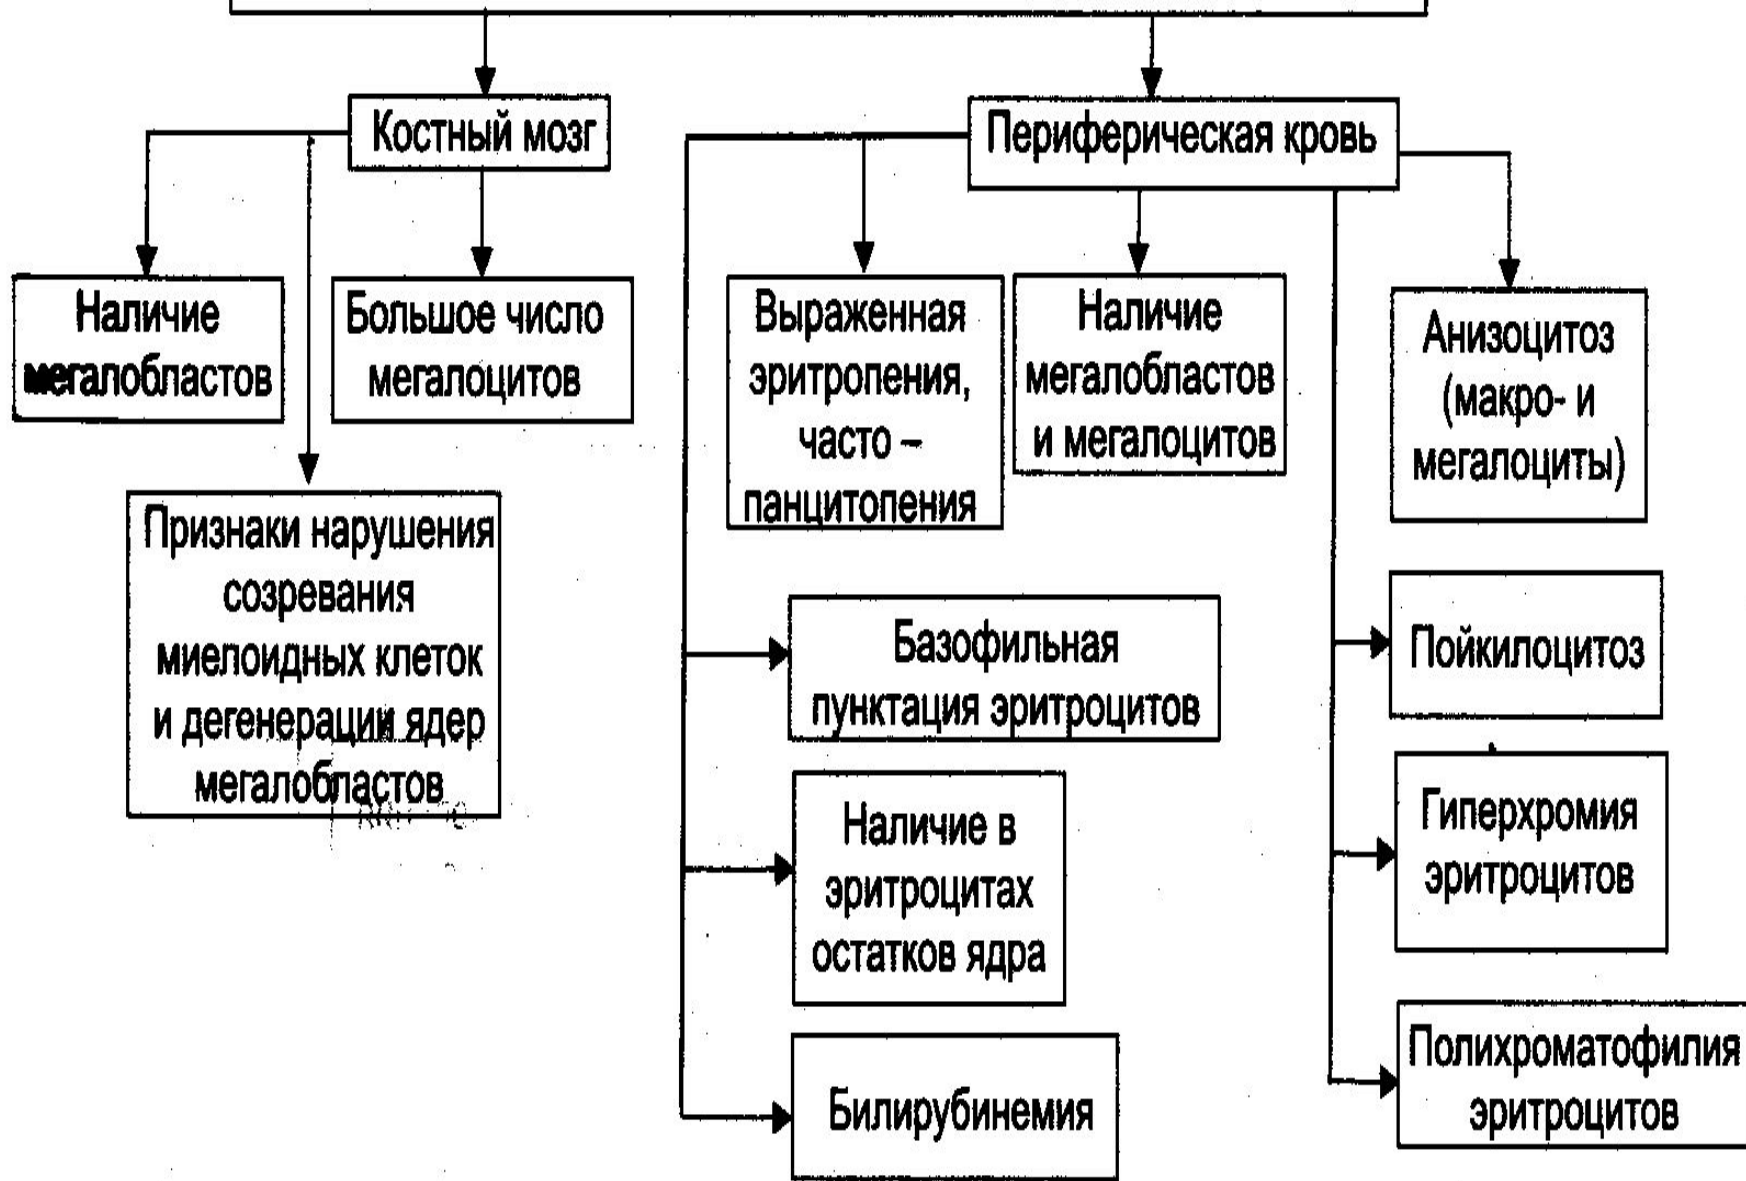 Костный мозг
Периферическая кровь
Наличие
мегалобластов
Большое число
мегалоцитов
Признаки нарушения
созревания
миелоидных клеток
и дегенерации ядер
мегалобластов
Выраженная
эритропения,
часто –
панцитопения
Наличие
мегалобластов
и мегалоцитов
Анизоцитоз
(макро- и
мегалоциты)
Базофильная
пунктация эритроцитов
Наличие в
эритроцитах
остатков ядра
Билирубинемия
Пойкилоцитоз
Гиперхромия
эритроцитов
Полихроматофилия
эритроцитов